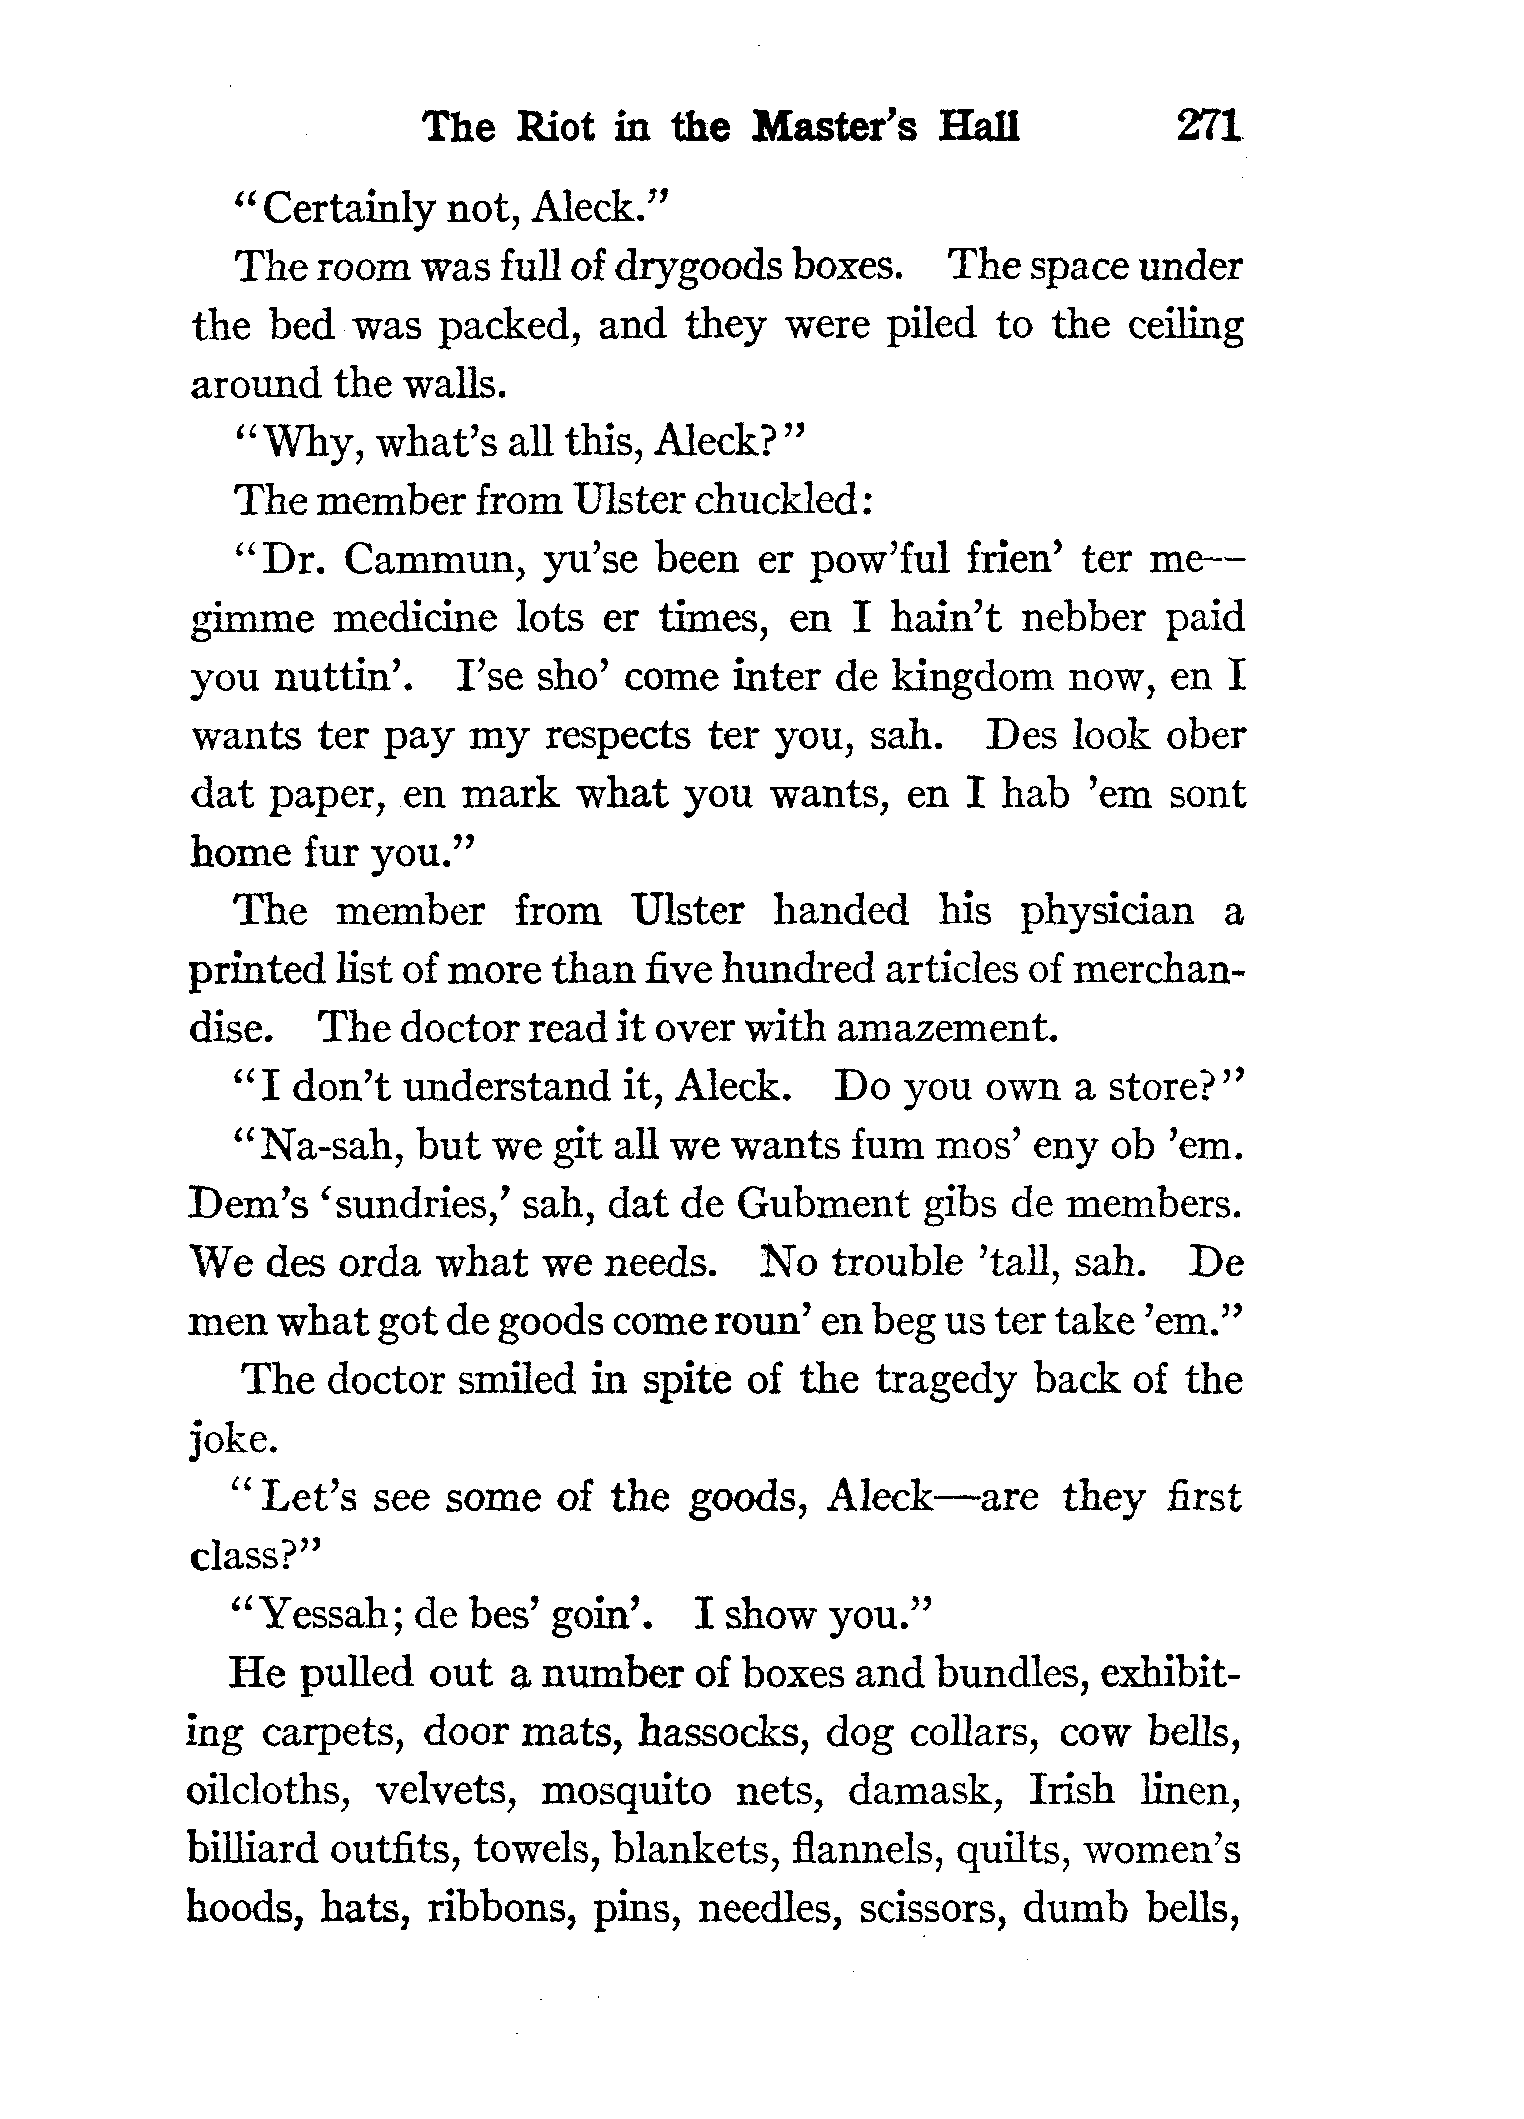 The Riot in the Master's Hall 271
"Certainly not, Aleck."
The room was full of drygoods boxes. The space under
the bed was packed, and they were piled to the ceiling
around the walls.
"Why, what's all this, Aleck?"
The member from Ulster chuckled:
"Dr. Cammun, yu'se been er pow'ful frien' ter me—
gimme medicine lots er times, en I hain't nebber paid
you nuttin'. I'se sho' come inter de kingdom now, en I
wants ter pay my respects ter you, sah. Des look ober
dat paper, en mark what you wants, en I hab 'em sont
home fur you."
The member from Ulster handed his physician a
printed list of more than five hundred articles of merchan-
dise. The doctor read it over with amazement.
"I don't understand it, Aleck. Do you own a store?"
"Na-sah, but we git all we wants fum mos' eny ob 'em.
Dem's 'sundries,' sah, dat de Gubment gibs de members.
We des orda what we needs. No trouble 'tall, sah. De
men what got de goods come roun' en beg us ter take 'em."
The doctor smiled in spite of the tragedy back of the
joke.
"Let's see some of the goods, Aleck—are they first
class?"
"Yessah; de bes' goin'. I show you."
He pulled out a number of boxes and bundles, exhibit-
ing carpets, door mats, hassocks, dog collars, cow bells,
oilcloths, velvets, mosquito nets, damask, Irish linen,
billiard outfits, towels, blankets, flannels, quilts, women's
hoods, hats, ribbons, pins, needles, scissors, dumb bells,